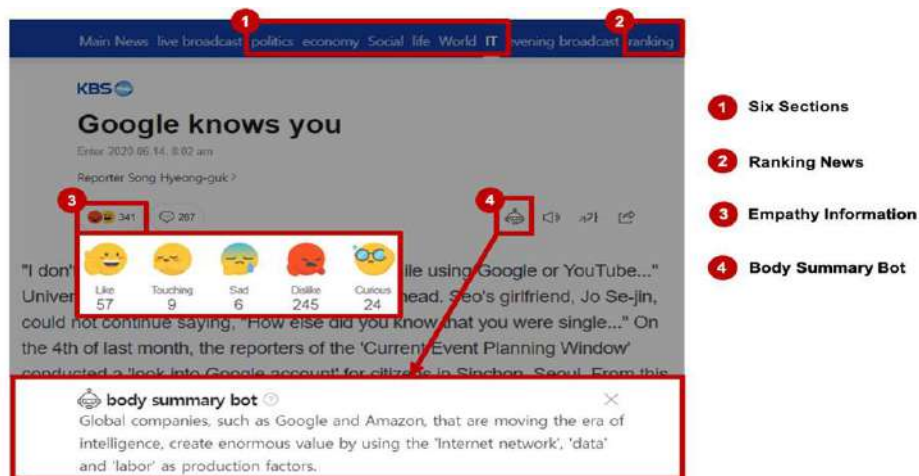 1
2
Main News live broadcast politics economy Social life World IT evening broadcast ranking
KBS
Google knows you
Enter 2020.06.14. 8:02 am
Reporter Song Hyeong-guk >
3
341
267
4
Like
57
Touching
9
Sad
6
Dislike
245
Curious
24
"I don't ile using Google or YouTube..."
Univer head. Seo's girlfriend, Jo Se-jin,
could not continue saying, "How else did you know that you were single..." On
the 4th of last month, the reporters of the 'Current Event Planning Window'
conducted a 'look into Google account' for citizens in Sinchon, Seoul. From this
body summary bot
Global companies, such as Google and Amazon, that are moving the era of
intelligence, create enormous value by using the 'Internet network', 'data'
and 'labor' as production factors.
1 Six Sections
2 Ranking News
3 Empathy Information
4 Body Summary Bot